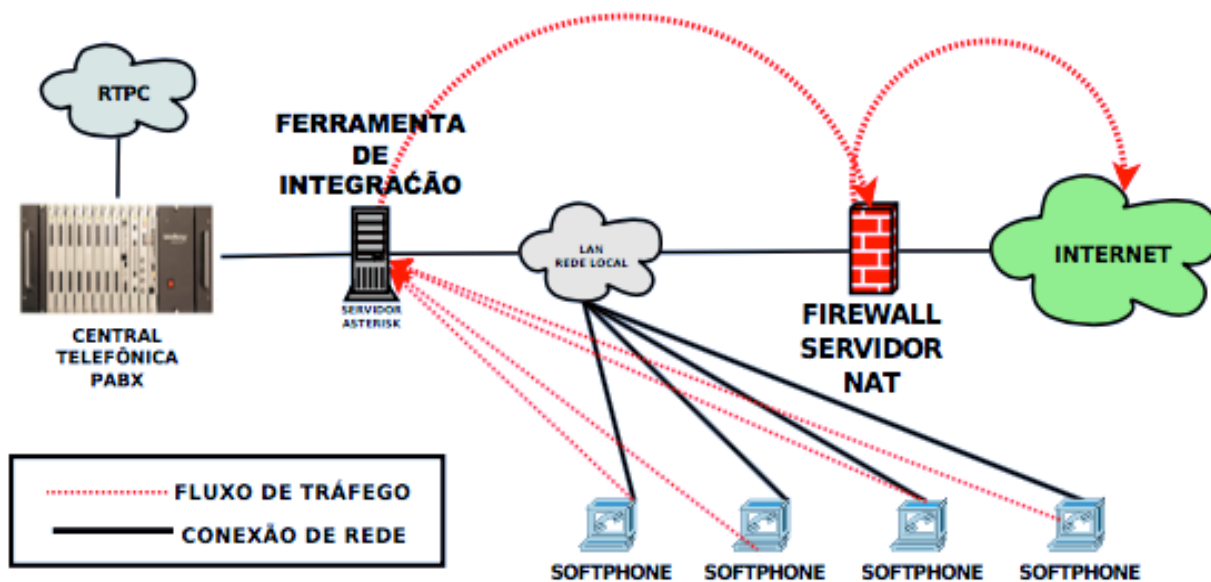 RTPC
FERRAMENTA
DE
INTEGRAĆÃO
LAN
REDE LOCAL
INTERNET
SERVIDOR
ASTERISK
CENTRAL
TELEFÔNICA
PABX
FIREWALL
SERVIDOR
NAT
FLUXO DE TRÁFEGO
CONEXÃO DE REDE
SOFTPHONE
SOFTPHONE
SOFTPHONE
SOFTPHONE